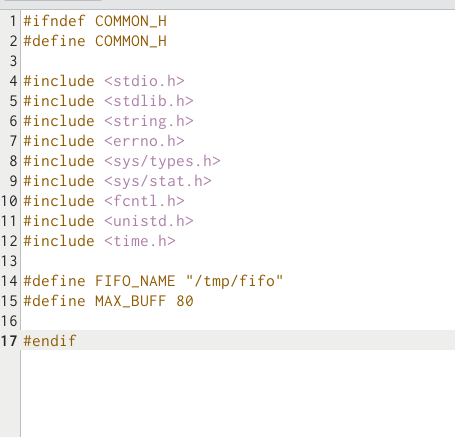 1 #ifndef COMMON_H
2 #define COMMON_H
3
4 #include <stdio.h>
5 #include <stdlib.h>
6 #include <string.h>
7 #include <errno.h>
8 #include <sys/types.h>
9 #include <sys/stat.h>
10 #include <fcntl.h>
11 #include <unistd.h>
12 #include <time.h>
13
14 #define FIFO_NAME "/tmp/fifo"
15 #define MAX_BUFF 80
16
17 #endif